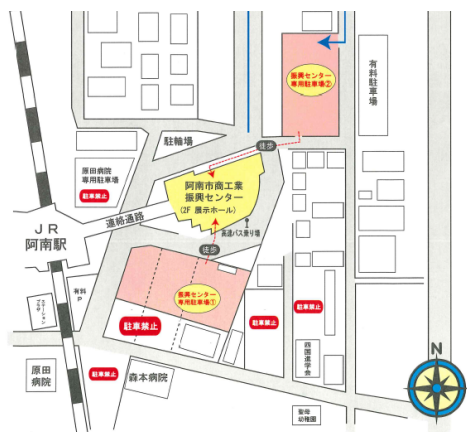 振興センター
専用駐車場②
有料駐車場
徒歩
駐輪場
原田病院
専用駐車場
駐車禁止
阿南市商工業
振興センター
(2F 展示ホール)
連絡通路
高速バス乗り場
JR
阿南駅
徒歩
有料
P
振興センター
専用駐車場①
駐車禁止
駐車禁止
駐車禁止
原田
病院
駐車禁止
森本病院
四国進学会
聖母
幼稚園
N